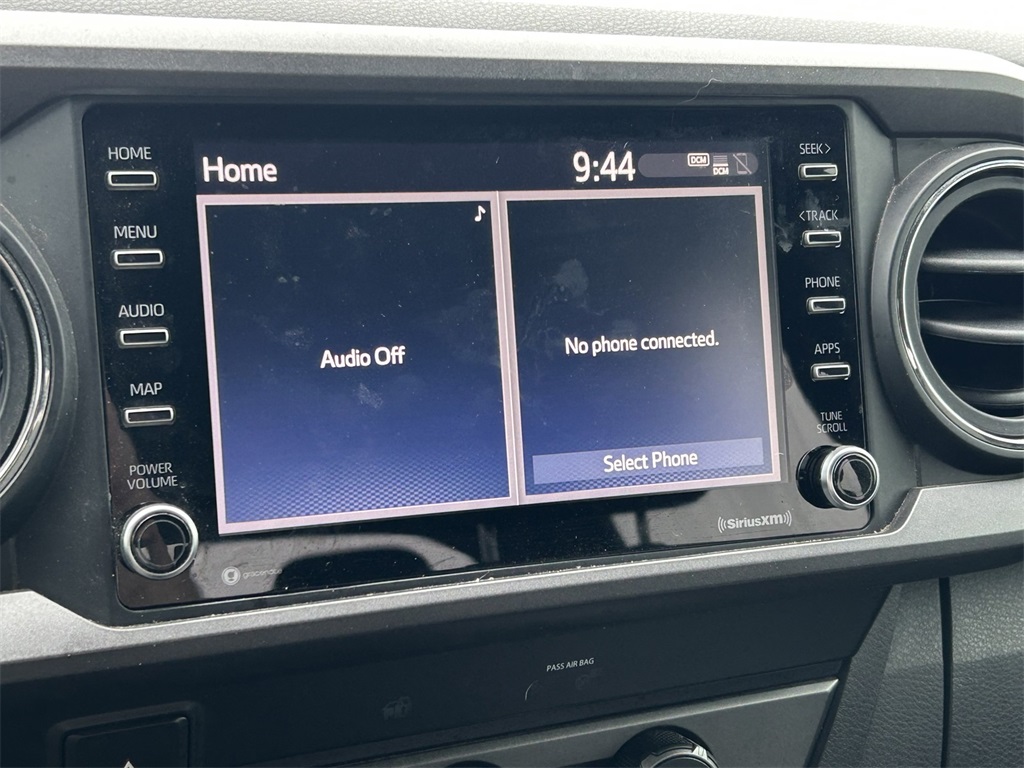 HOME
MENU
AUDIO
MAP
POWER
VOLUME
Home
9:44
DCM
DCM
Audio Off
No phone connected.
Select Phone
SEEK>
<TRACK
PHONE
APPS
TUNE
SCROLL
gracenote
((SiriusXM))
PASS AIR BAG